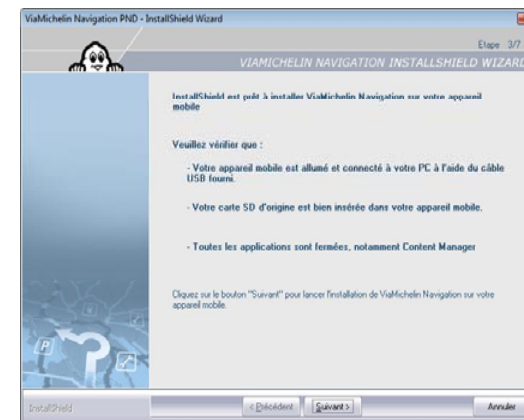 ViaMichelin Navigation PND - InstallShield Wizard
Etape 3/7
VIAMICHELIN NAVIGATION INSTALLSHIELD WIZARD
InstallShield est prêt à installer ViaMichelin Navigation sur votre appareil
mobile
Veuillez vérifier que :
- Votre appareil mobile est allumé et connecté à votre PC à l'aide du câble
USB fourni.
- Votre carte SD d'origine est bien insérée dans votre appareil mobile.
- Toutes les applications sont fermées, notamment Content Manager
Cliquez sur le bouton "Suivant" pour lancer l'installation de ViaMichelin Navigation sur votre
appareil mobile.
P
InstallShield
< Précédent
Suivant >
Annuler